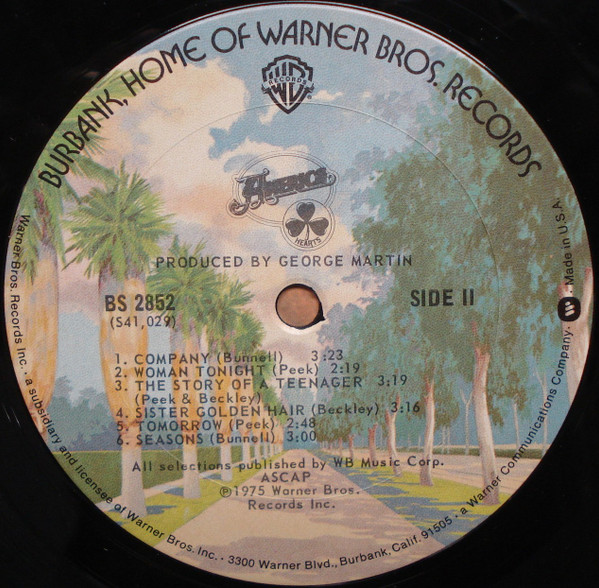 BURBANK, HOME OF WARNER BROS. RECORDS
WB
RECORDS
®
AMERICA
HEARTS
PRODUCED BY GEORGE MARTIN
BS 2852
(S41,029)
SIDE II
1. COMPANY (Bunnell) 3:23
2. WOMAN TONIGHT (Peek) 2:19
3. THE STORY OF A TEENAGER 3:19
(Peek & Beckley)
4. SISTER GOLDEN HAIR (Beckley) 3:16
5. TOMORROW (Peek) 2:48
6. SEASONS (Bunnell) 3:00
All selections published by WB Music Corp.
ASCAP
℗1975 Warner Bros.
Records Inc.
Warner Bros. Records Inc. • a subsidiary and licensee of Warner Bros. Inc. • 3300 Warner Blvd., Burbank, Calif. 91505 • a Warner Communications Company. • Made in U.S.A.